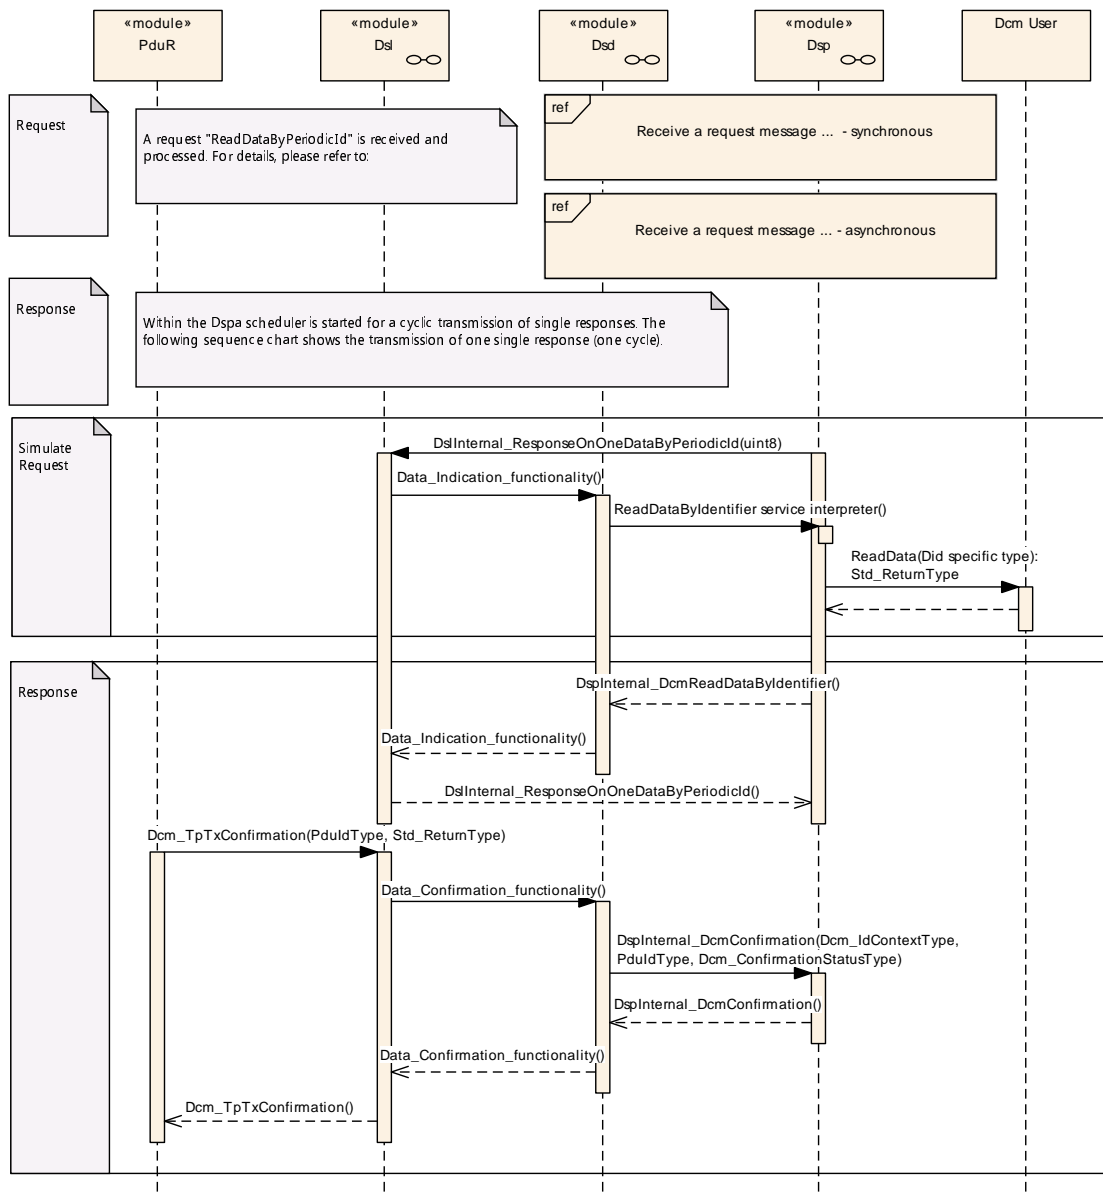 «module»
PduR
«module»
Dsl
«module»
Dsd
«module»
Dsp
Dcm User
Request
A request "ReadDataByPeriodicId" is received and
processed. For details, please refer to:
ref
Receive a request message ... - synchronous
ref
Receive a request message ... - asynchronous
Response
Within the Dspa scheduler is started for a cyclic transmission of single responses. The
following sequence chart shows the transmission of one single response (one cycle).
Simulate
Request
DslInternal_ResponseOnOneDataByPeriodicId(uint8)
Data_Indication_functionality()
ReadDataByIdentifier service interpreter()
ReadData(Did specific type):
Std_ReturnType
Response
DspInternal_DcmReadDataByIdentifier()
Data_Indication_functionality()
DslInternal_ResponseOnOneDataByPeriodicId()
Dcm_TpTxConfirmation(PduIdType, Std_ReturnType)
Data_Confirmation_functionality()
DspInternal_DcmConfirmation(Dcm_IdContextType,
PduIdType, Dcm_ConfirmationStatusType)
DspInternal_DcmConfirmation()
Data_Confirmation_functionality()
Dcm_TpTxConfirmation()